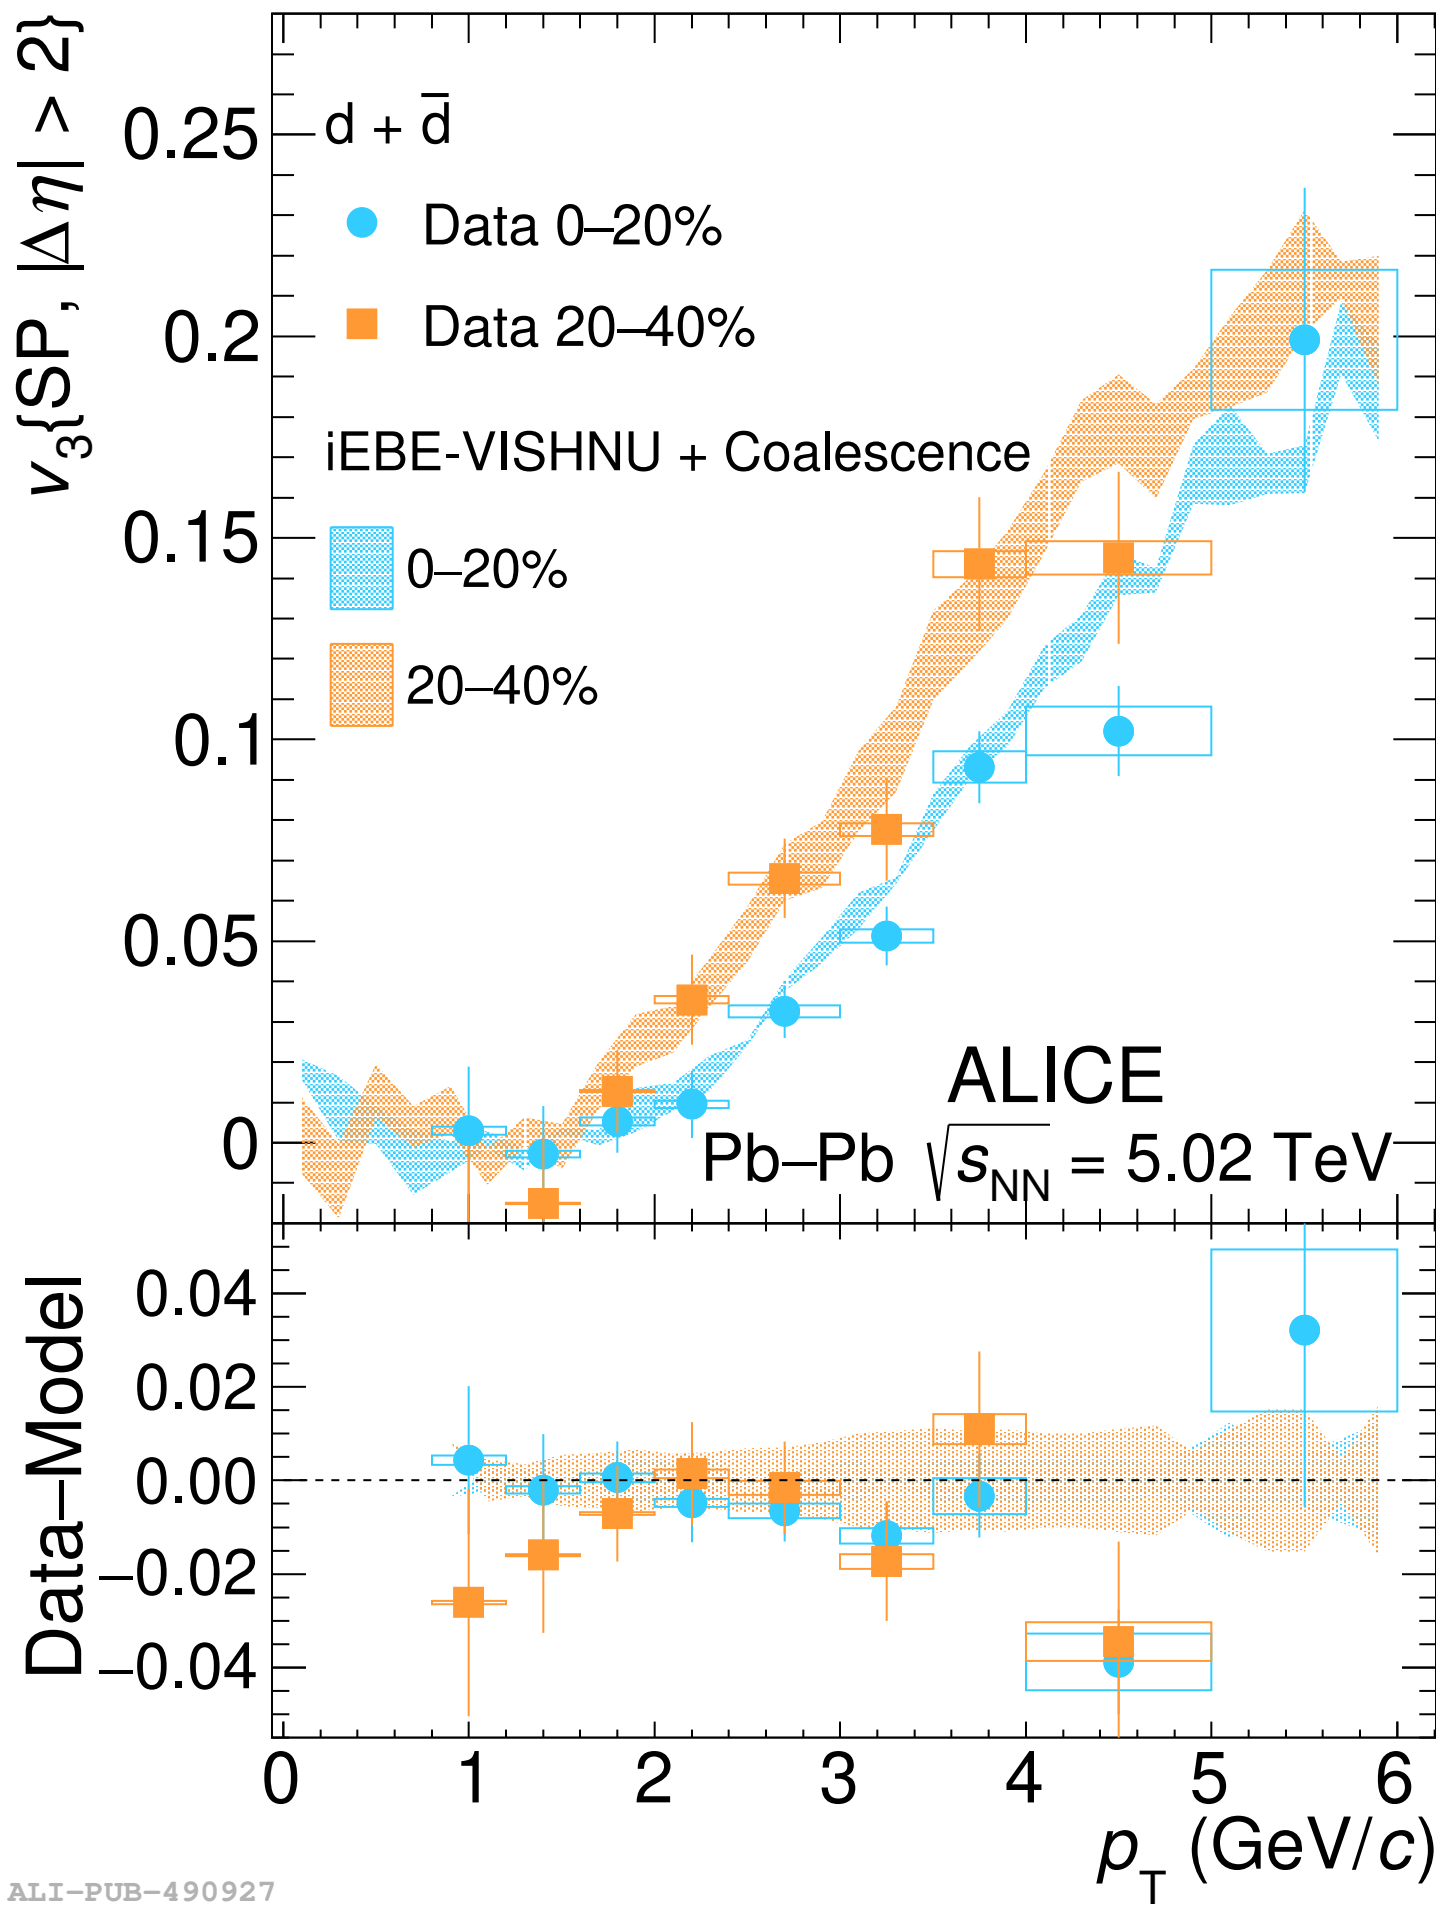 v3{SP, |Δη| > 2}
0.25
0.2
0.15
0.1
0.05
0
d + d̄
Data 0–20%
Data 20–40%
iEBE-VISHNU + Coalescence
0–20%
20–40%
ALICE
Pb–Pb √sNN = 5.02 TeV
Data–Model
0.04
0.02
0.00
−0.02
−0.04
0 1 2 3 4 5 6
pT (GeV/c)
ALI-PUB-490927